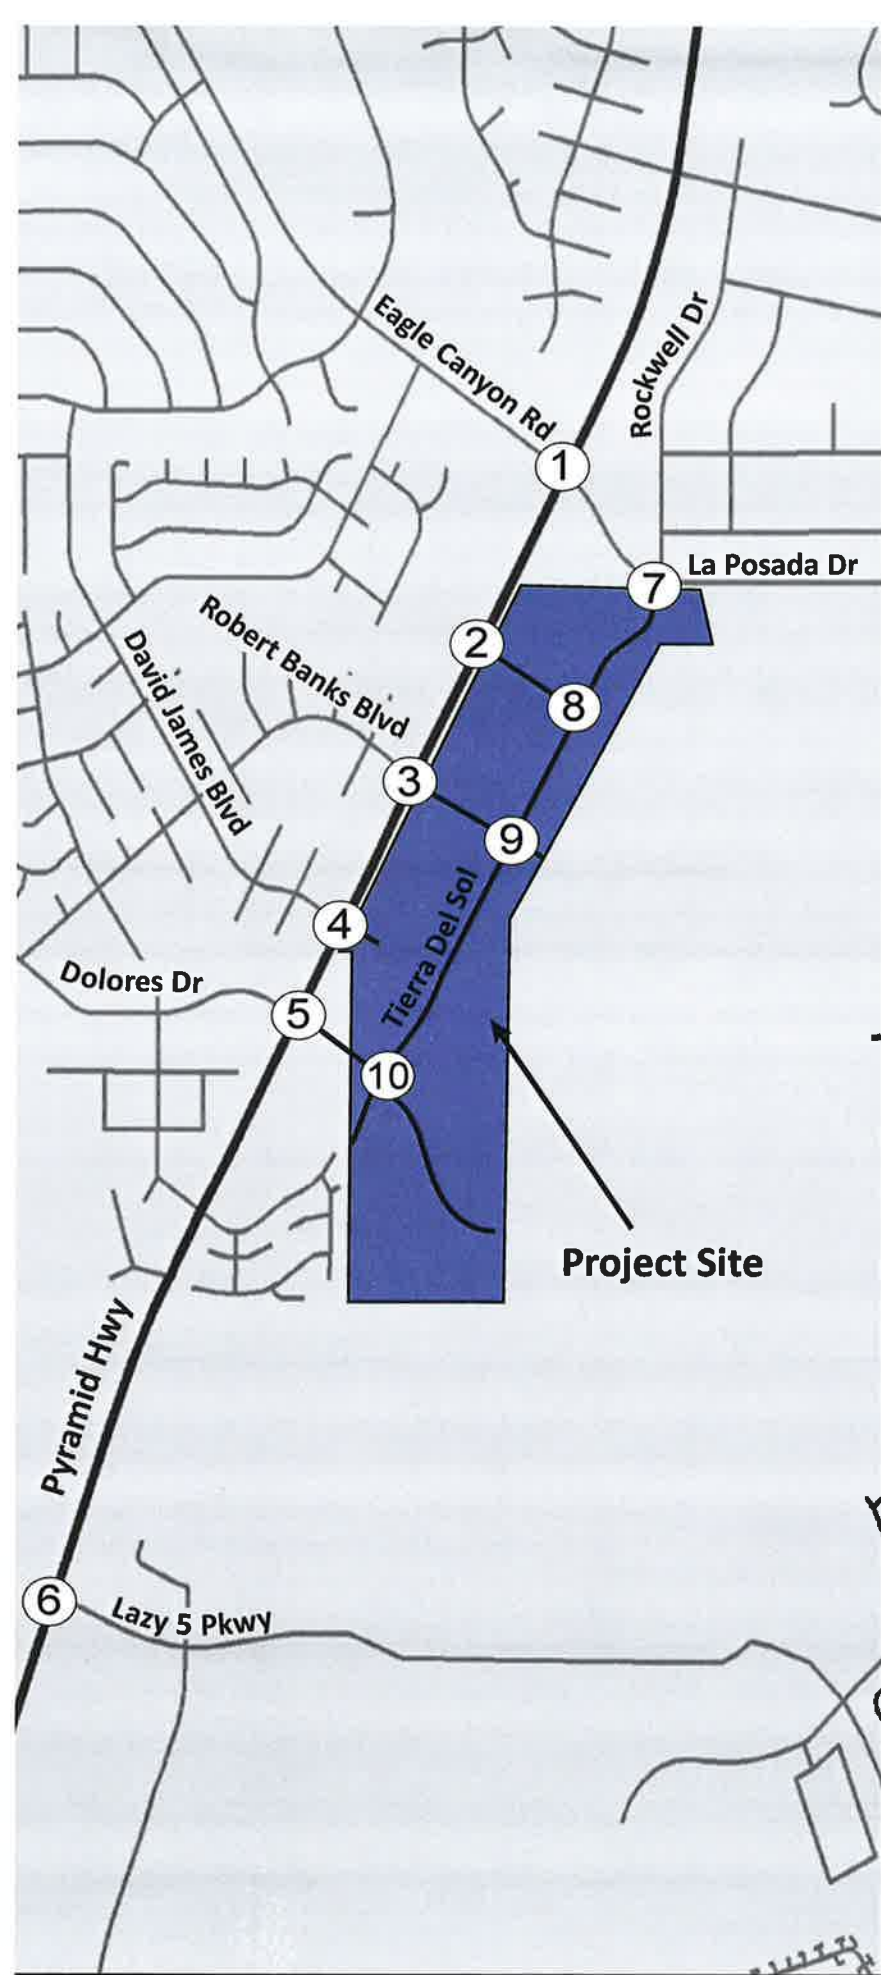 Eagle Canyon Rd
Rockwell Dr
1
La Posada Dr
7
Robert Banks Blvd
2
David James Blvd
8
3
9
Tierra Del Sol
4
Dolores Dr
5
10
Project Site
Pyramid Hwy
6
Lazy 5 Pkwy